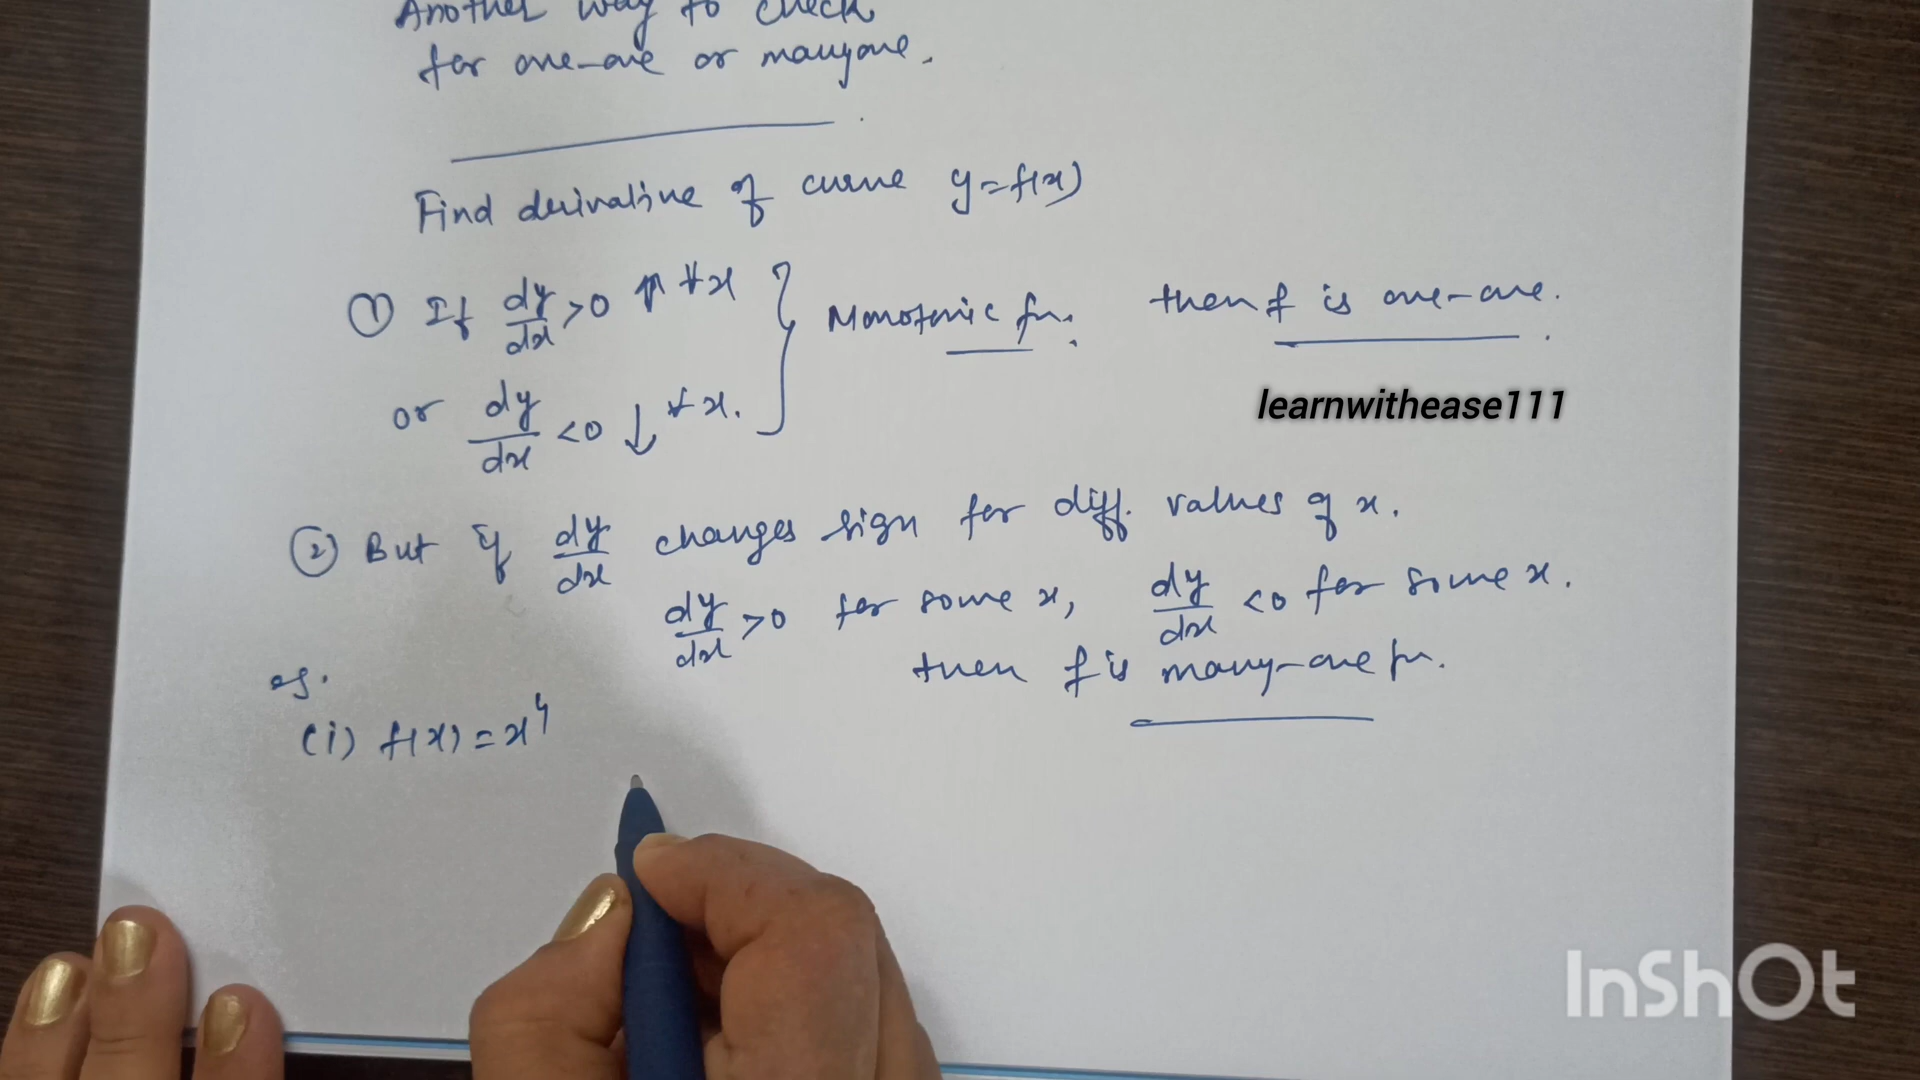 Another way to check
for one-one or manyone.
Find derivative of curve y=f(x)
① If dy/dx >0 ↑ ∀x
or dy/dx <0 ↓ ∀x.
Monotonic fn. then f is one-one.
learnwithease111
② But if dy/dx changes sign for diff. values of x.
dy/dx >0 for some x, dy/dx <0 for some x.
then f is many-one fn.
eg.
(i) f(x) = x⁴
InShOt